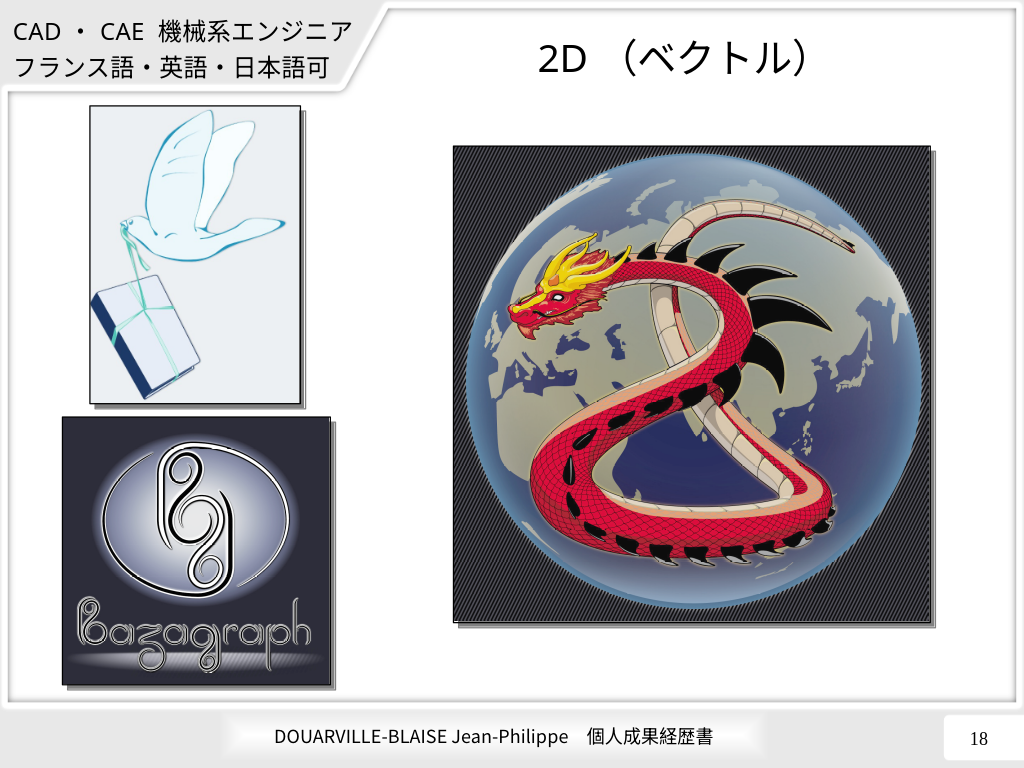 CAD ・ CAE 機械系エンジニア
フランス語・英語・日本語可
2D （ベクトル）
Bazagraph
DOUARVILLE-BLAISE Jean-Philippe　個人成果経歴書
18